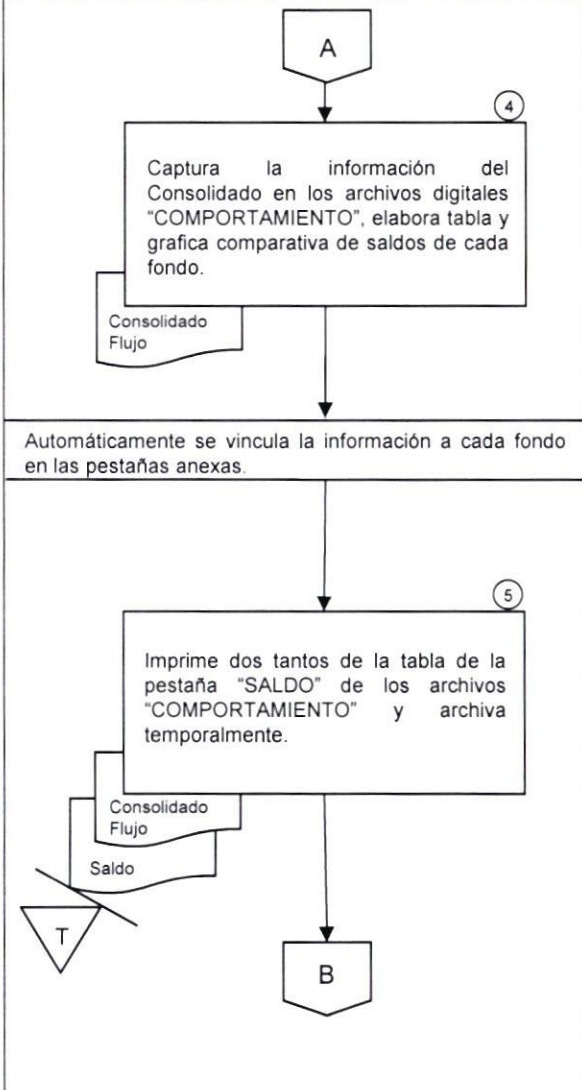 A
4
Captura la información del
Consolidado en los archivos digitales
“COMPORTAMIENTO”, elabora tabla y
grafica comparativa de saldos de cada
fondo.
Consolidado
Flujo
Automáticamente se vincula la información a cada fondo
en las pestañas anexas.
5
Imprime dos tantos de la tabla de la
pestaña “SALDO” de los archivos
“COMPORTAMIENTO” y archiva
temporalmente.
Consolidado
Flujo
Saldo
T
B